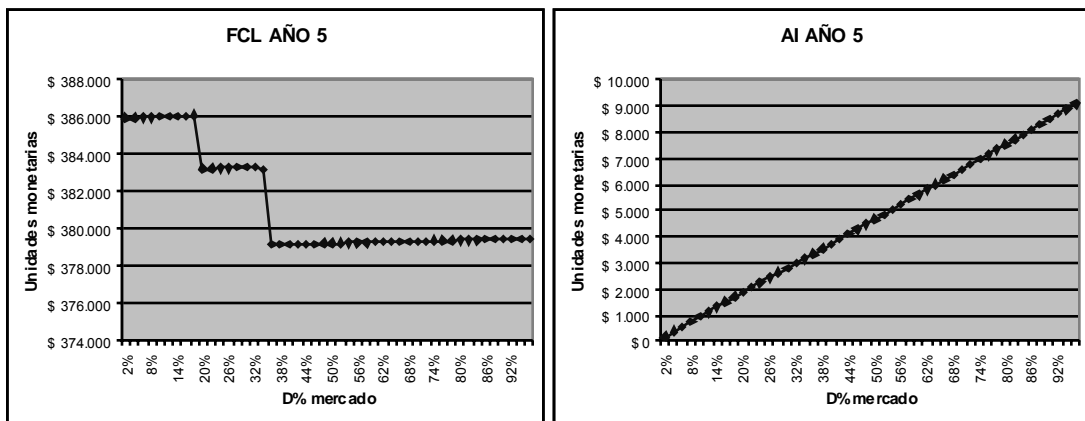 FCL AÑO 5
Unidades monetarias
$ 388.000
$ 386.000
$ 384.000
$ 382.000
$ 380.000
$ 378.000
$ 376.000
$ 374.000
2% 8% 14% 20% 26% 32% 38% 44% 50% 56% 62% 68% 74% 80% 86% 92%
D% mercado
AI AÑO 5
Unidades monetarias
$ 10.000
$ 9.000
$ 8.000
$ 7.000
$ 6.000
$ 5.000
$ 4.000
$ 3.000
$ 2.000
$ 1.000
$ 0
2% 8% 14% 20% 26% 32% 38% 44% 50% 56% 62% 68% 74% 80% 86% 92%
D% mercado